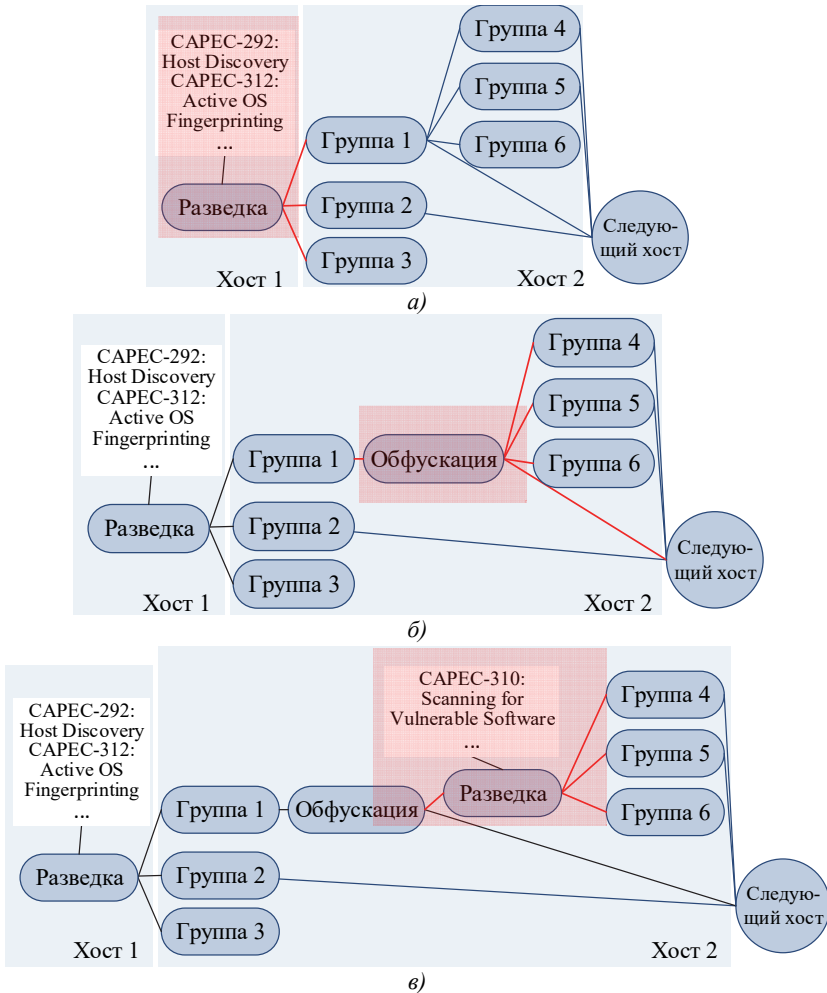 CAPEC-292:
Host Discovery
CAPEC-312:
Active OS
Fingerprinting
...
Разведка
Группа 1
Группа 2
Группа 3
Группа 4
Группа 5
Группа 6
Следую-
щий хост
Хост 1
Хост 2
а)
CAPEC-292:
Host Discovery
CAPEC-312:
Active OS
Fingerprinting
...
Разведка
Группа 1
Группа 2
Группа 3
Обфускация
Группа 4
Группа 5
Группа 6
Следую-
щий хост
Хост 1
Хост 2
б)
CAPEC-292:
Host Discovery
CAPEC-312:
Active OS
Fingerprinting
...
Разведка
Группа 1
Группа 2
Группа 3
Обфускация
CAPEC-310:
Scanning for
Vulnerable Software
...
Разведка
Группа 4
Группа 5
Группа 6
Следую-
щий хост
Хост 1
Хост 2
в)